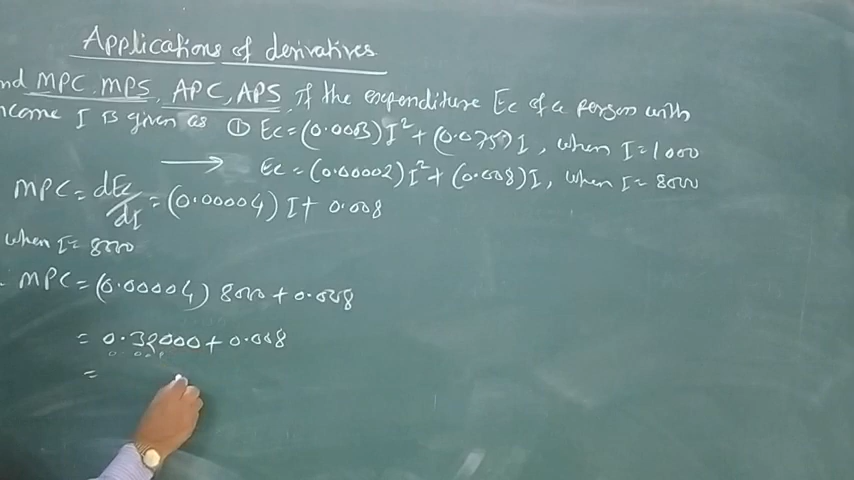 Applications of derivatives
nd MPC, MPS, APC, APS, if the expenditure Ec of a person with
ncome I is given as ① Ec = (0.0003)I² + (0.075)I, when I = 1000
Ec = (0.00002)I² + (0.008)I, when I = 8000
MPC = dEc/dI = (0.00004) I + 0.008
when I = 8000
MPC = (0.00004) 8000 + 0.008
= 0.32000 + 0.008
=